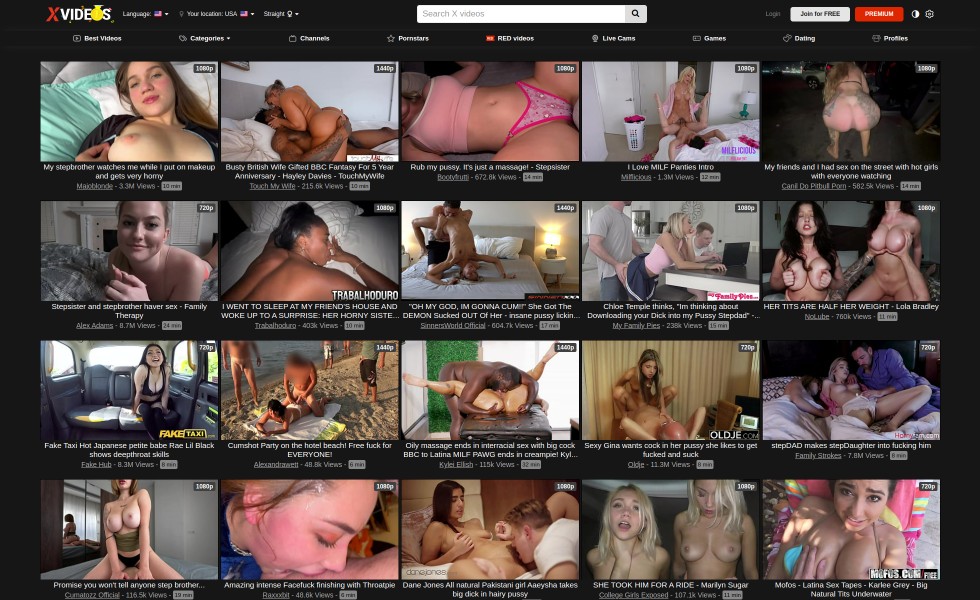 XVIDEOS
Language:
Your location: USA
Straight
Search X videos
Login
Join for FREE
PREMIUM
Best Videos
Categories
Channels
Pornstars
RED videos
Live Cams
Games
Dating
Profiles
1080p
1440p
1080p
1080p
1080p
MILFLICIOUS
My stepbrother watches me while I put on makeup
and gets very horny
Maioblonde - 3.3M Views - 10 min
Busty British Wife Gifted BBC Fantasy For 5 Year
Anniversary - Hayley Davies - TouchMyWife
Touch My Wife - 215.6k Views - 10 min
Rub my pussy. It's just a massage! - Stepsister
Bootyfruti - 672.6k Views - 14 min
I Love MILF Panties Intro
Milflicious - 1.3M Views - 12 min
My friends and I had sex on the street with hot girls
with everyone watching
Canil Do Pitbull Porn - 582.5k Views - 14 min
720p
1080p
1440p
1080p
1080p
TRABALHODURO
my Family Pies
Stepsister and stepbrother haver sex - Family
Therapy
Alex Adams - 8.7M Views - 24 min
I WENT TO SLEEP AT MY FRIEND'S HOUSE AND
WOKE UP TO A SURPRISE: HER HORNY SISTE...
Trabalhoduro - 403k Views - 10 min
"OH MY GOD, IM GONNA CUM!!" She Got The
DEMON Sucked OUT Of Her - insane pussy lickin...
SinnersWorld Official - 604.7k Views - 17 min
Chloe Temple thinks, "Im thinking about
Downloading your Dick into my Pussy Stepdad" -...
My Family Pies - 238k Views - 15 min
HER TITS ARE HALF HER WEIGHT - Lola Bradley
NoLube - 760k Views - 11 min
720p
1440p
1440p
720p
720p
FAKE TAXI
OLDJE.COM
Fake Taxi Hot Japanese petite babe Rae Lil Black
shows deepthroat skills
Fake Hub - 8.3M Views - 8 min
Cumshot Party on the hotel beach! Free fuck for
EVERYONE!
Alexandrawett - 48.8k Views - 6 min
Oily massage ends in interracial sex with big cock
BBC to Latina MILF PAWG ends in creampie! Kyl...
Kylei Ellish - 115k Views - 32 min
Sexy Gina wants cock in her pussy she likes to get
fucked and suck
Oldje - 11.3M Views - 8 min
stepDAD makes stepDaughter into fucking him
Family Strokes - 7.8M Views - 8 min
1080p
1080p
1080p
1080p
720p
danejones
MOFOS.COM FREE
Promise you won't tell anyone step brother...
Cumatozz Official - 116.5k Views - 19 min
Amazing intense Facefuck finishing with Throatpie
Raxxxbit - 48.6k Views - 6 min
Dane Jones All natural Pakistani girl Aaeysha takes
big dick in hairy pussy
SHE TOOK HIM FOR A RIDE - Marilyn Sugar
College Girls Exposed - 107.1k Views - 11 min
Mofos - Latina Sex Tapes - Karlee Grey - Big
Natural Tits Under­water